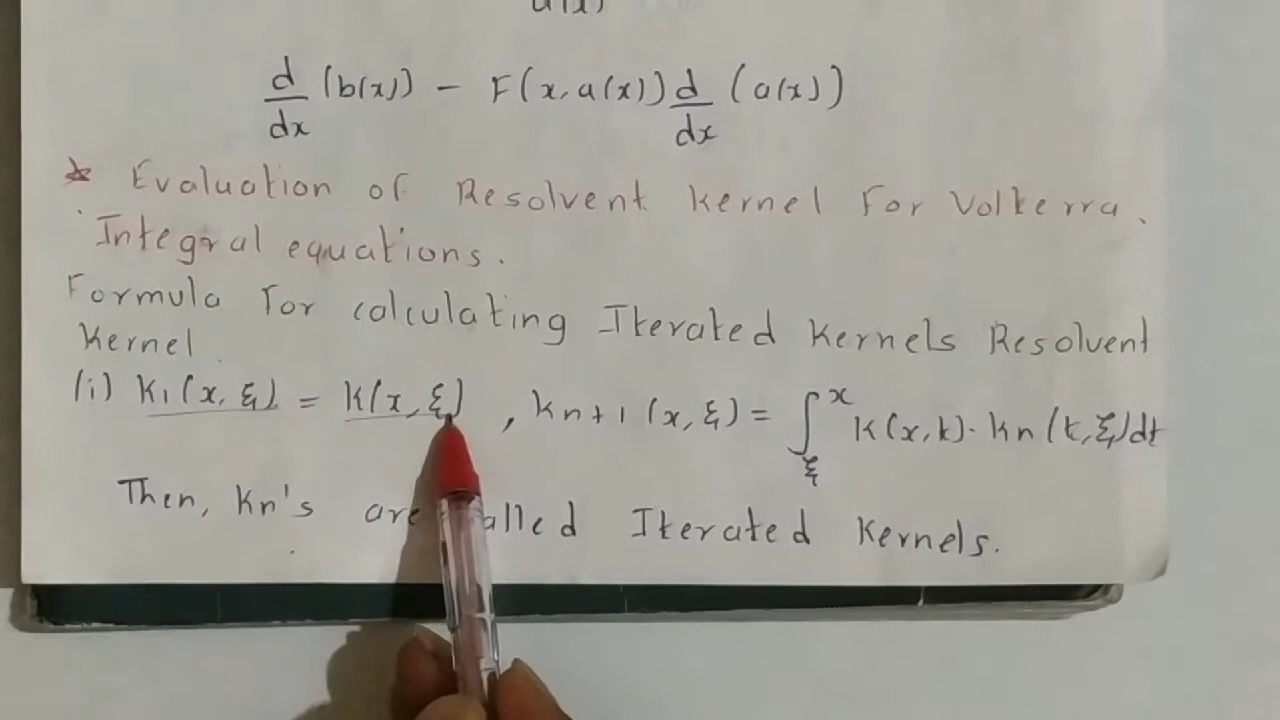 d/dx (b(x)) - F(x, a(x)) d/dx (a(x))
* Evaluation of Resolvent Kernel For Volterra.
Integral equations.
Formula for calculating Iterated Kernels Resolvent
Kernel.
(i) K1(x, ξ) = K(x, ξ), Kn+1(x, ξ) = ∫_ξ^x K(x, t)· Kn(t, ξ)dt
Then, Kn's are called Iterated Kernels.